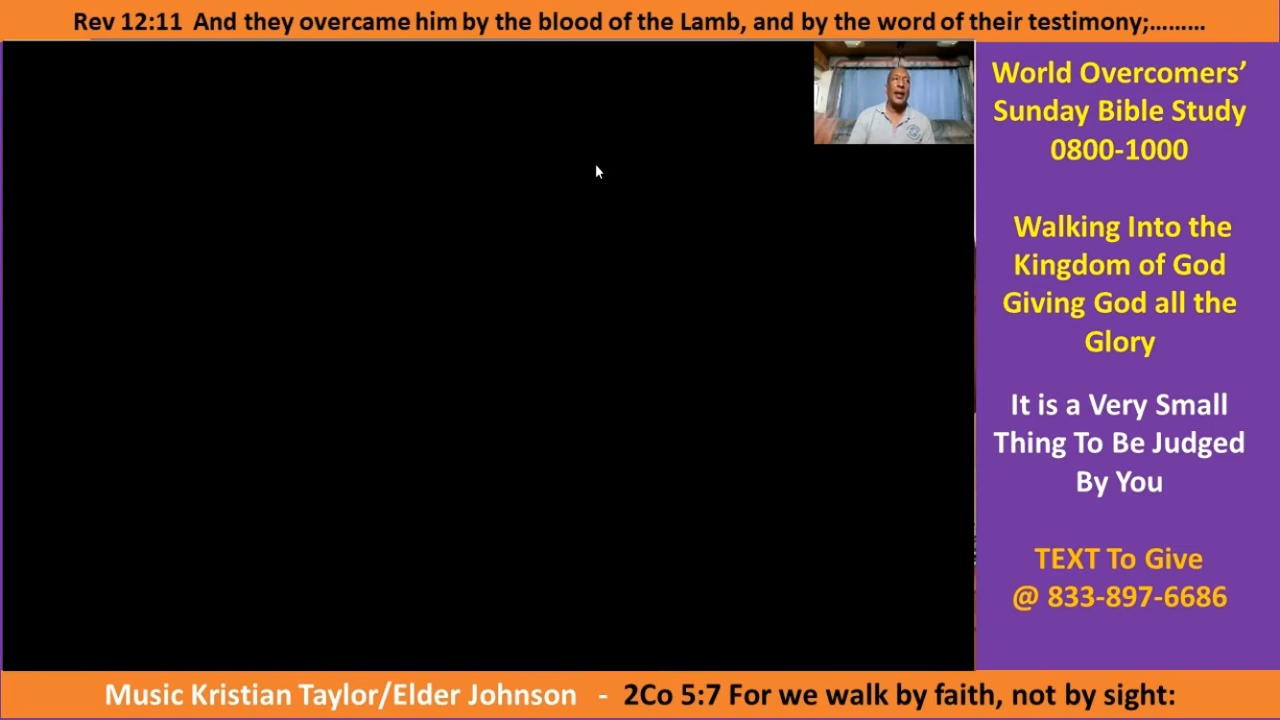 Rev 12:11 And they overcame him by the blood of the Lamb, and by the word of their testimony;.........
World Overcomers’
Sunday Bible Study
0800-1000
Walking Into the
Kingdom of God
Giving God all the
Glory
It is a Very Small
Thing To Be Judged
By You
TEXT To Give
@ 833-897-6686
Music Kristian Taylor/Elder Johnson - 2Co 5:7 For we walk by faith, not by sight: